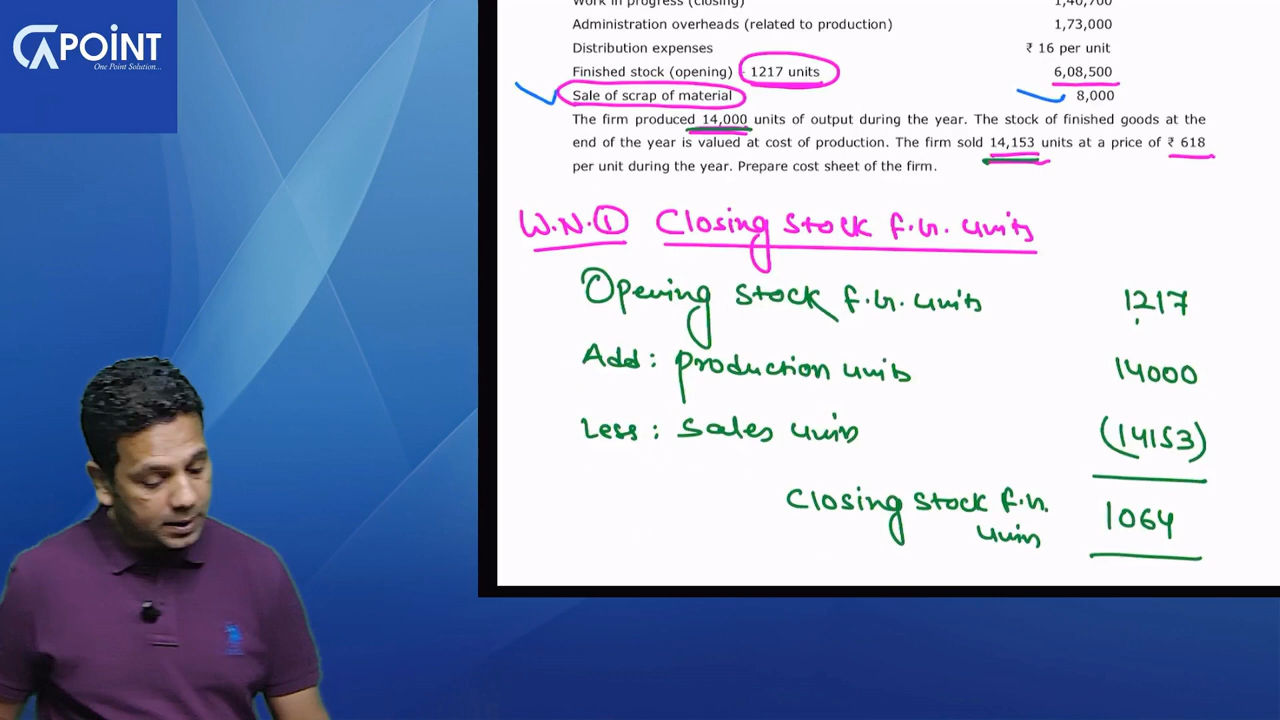 CAPOINT
One Point Solution...
Work in progress (closing) 1,40,700
Administration overheads (related to production) 1,73,000
Distribution expenses ₹ 16 per unit
Finished stock (opening) - 1217 units 6,08,500
Sale of scrap of material 8,000
The firm produced 14,000 units of output during the year. The stock of finished goods at the
end of the year is valued at cost of production. The firm sold 14,153 units at a price of ₹ 618
per unit during the year. Prepare cost sheet of the firm.
W.N.① Closing Stock F.G. units
Opening Stock F.G. units 1217
Add: production units 14000
Less: Sales units (14153)
Closing Stock F.G. units 1064